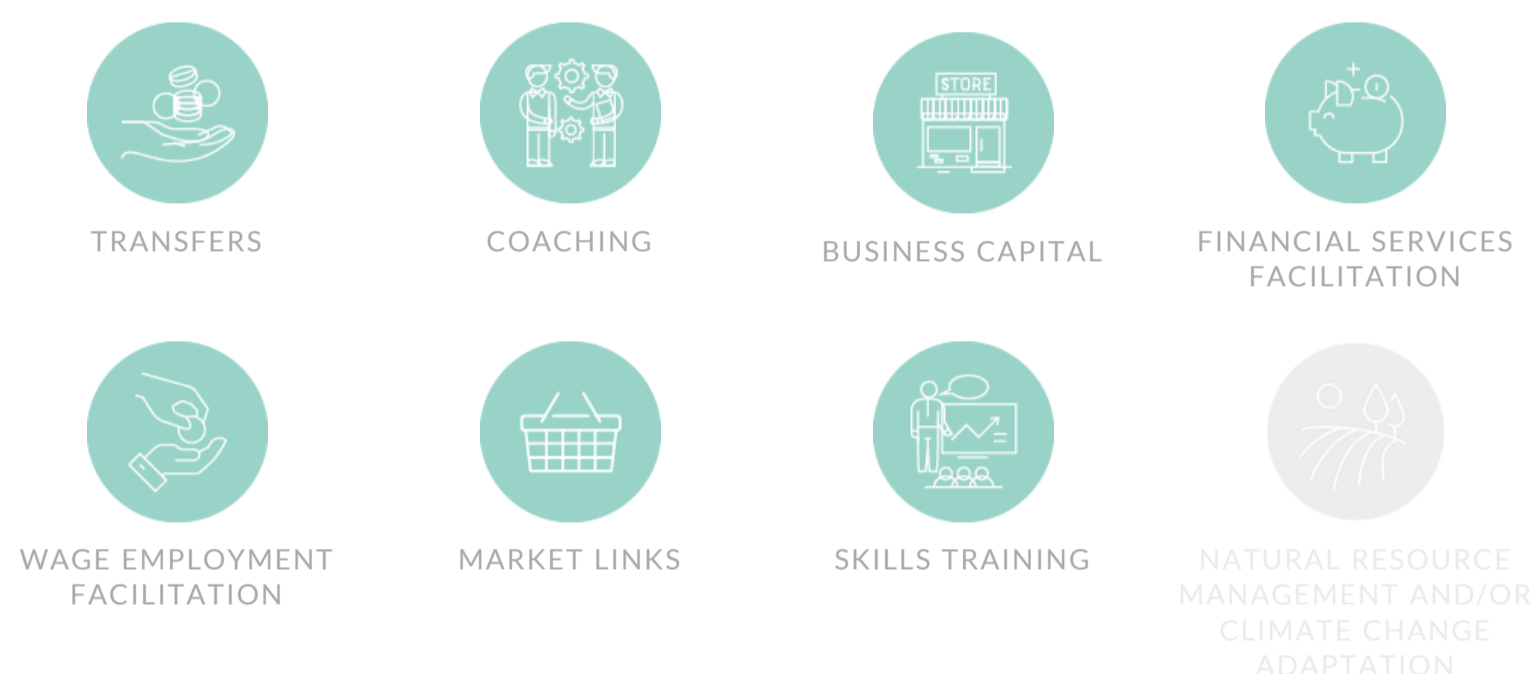 STORE
TRANSFERS
COACHING
BUSINESS CAPITAL
FINANCIAL SERVICES
FACILITATION
WAGE EMPLOYMENT
FACILITATION
MARKET LINKS
SKILLS TRAINING
NATURAL RESOURCE
MANAGEMENT AND/OR
CLIMATE CHANGE
ADAPTATION